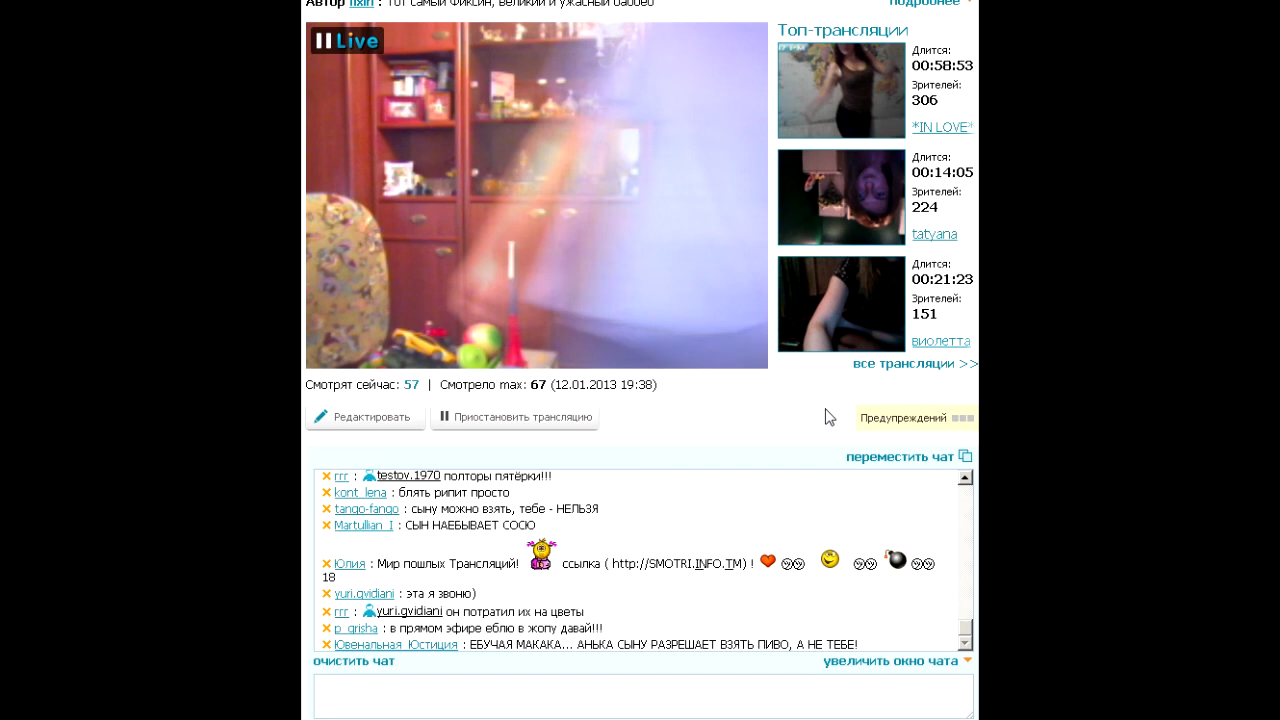 Автор fixin : Тот самый Фиксин, великий и ужасный
подробнее
Live
Топ-трансляции
Длится:
00:58:53
Зрителей:
306
*IN LOVE*
Длится:
00:14:05
Зрителей:
224
tatyana
Длится:
00:21:23
Зрителей:
151
виолетта
все трансляции >>
Смотрят сейчас: 57 | Смотрело max: 67 (12.01.2013 19:38)
Редактировать
Приостановить трансляцию
Предупреждений
переместить чат
rrr : testov.1970 полторы пятёрки!!!
kont_lena : блять рипит просто
tango-fango : сыну можно взять, тебе - НЕЛЬЗЯ
Martullian_I : СЫН НАЕБЫВАЕТ СОСЮ
Юлия : Мир пошлых Трансляций! ссылка ( http://SMOTRI.INFO.TM) !
18
yuri.gvidiani : эта я звоню)
rrr : yuri.gvidiani он потратил их на цветы
p_grisha : в прямом эфире еблю в жопу давай!!!
Ювенальная_Юстиция : ЕБУЧАЯ МАКАКА... АНЬКА СЫНУ РАЗРЕШАЕТ ВЗЯТЬ ПИВО, А НЕ ТЕБЕ!
очистить чат
увеличить окно чата